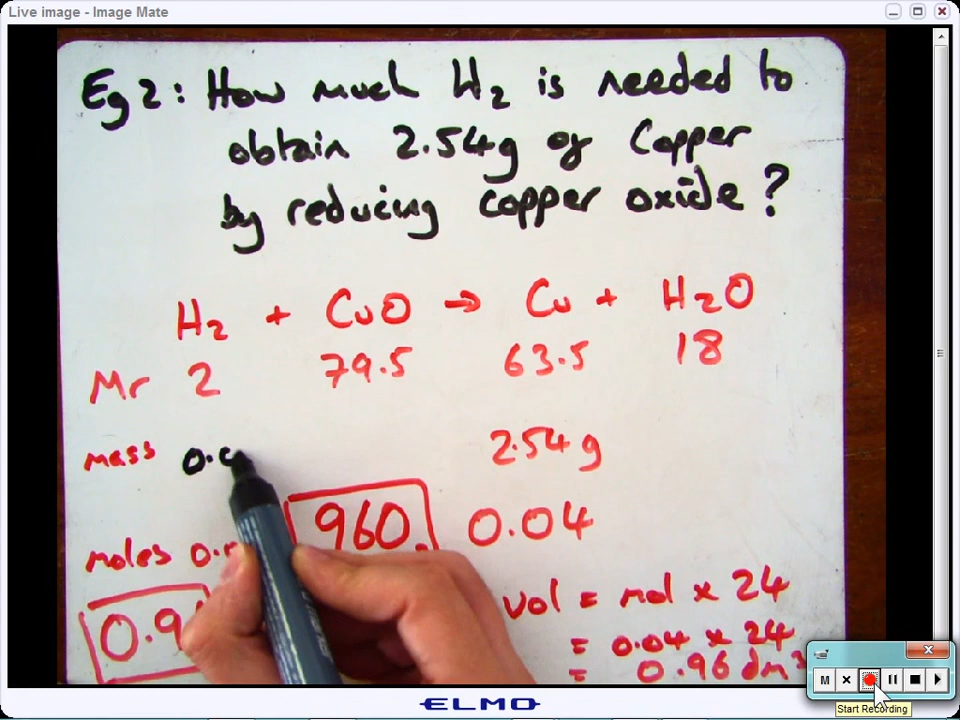 Live image - Image Mate
Eg 2: How much H2 is needed to
obtain 2.54g of Copper
by reducing copper oxide?
H2 + CuO → Cu + H2O
Mr 2 79.5 63.5 18
mass 2.54g
moles 960 0.04
vol = mol x 24
= 0.04 x 24
= 0.96 dm³
ELMO
M
Start Recording